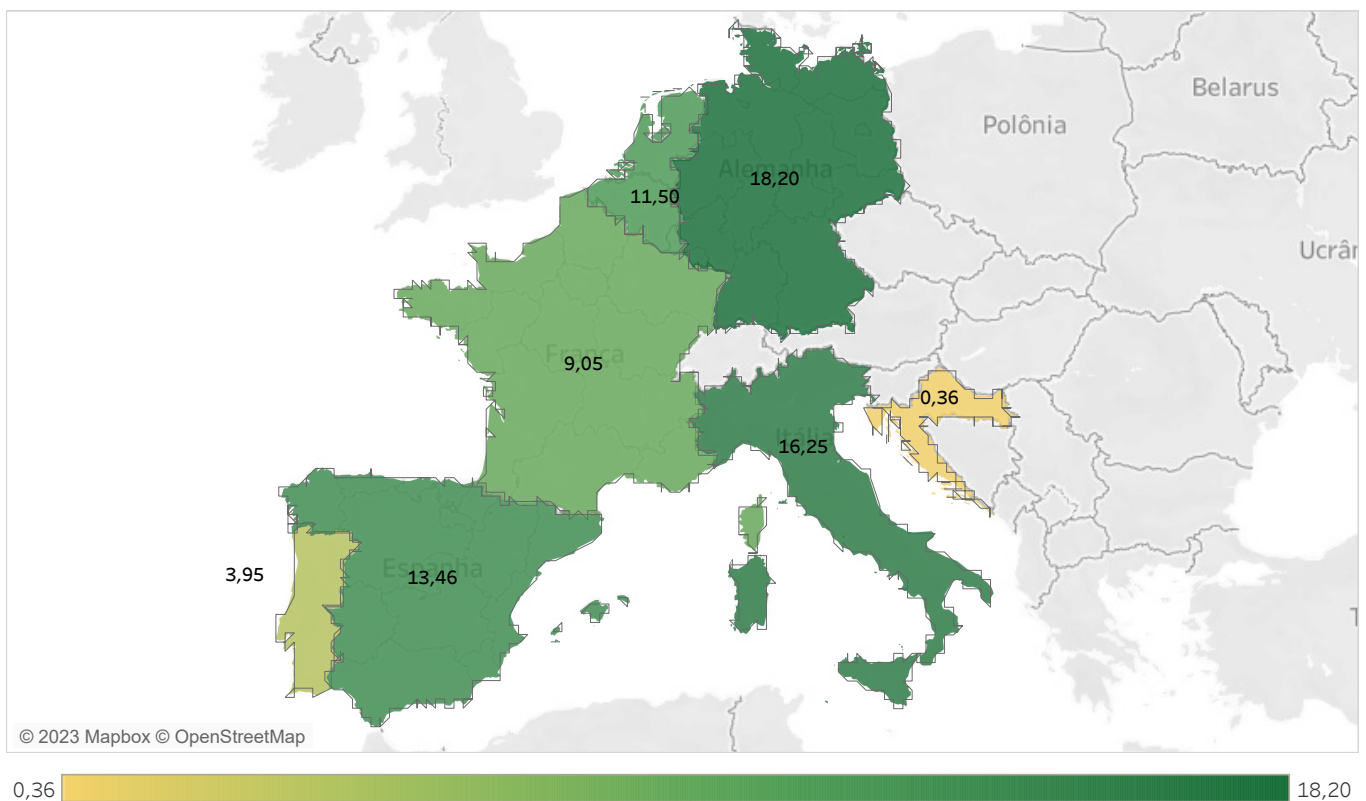 Belarus
Polônia
Alemanha
18,20
11,50
Ucrân
França
9,05
0,36
Itália
16,25
3,95
Espanha
13,46
© 2023 Mapbox © OpenStreetMap
0,36
18,20